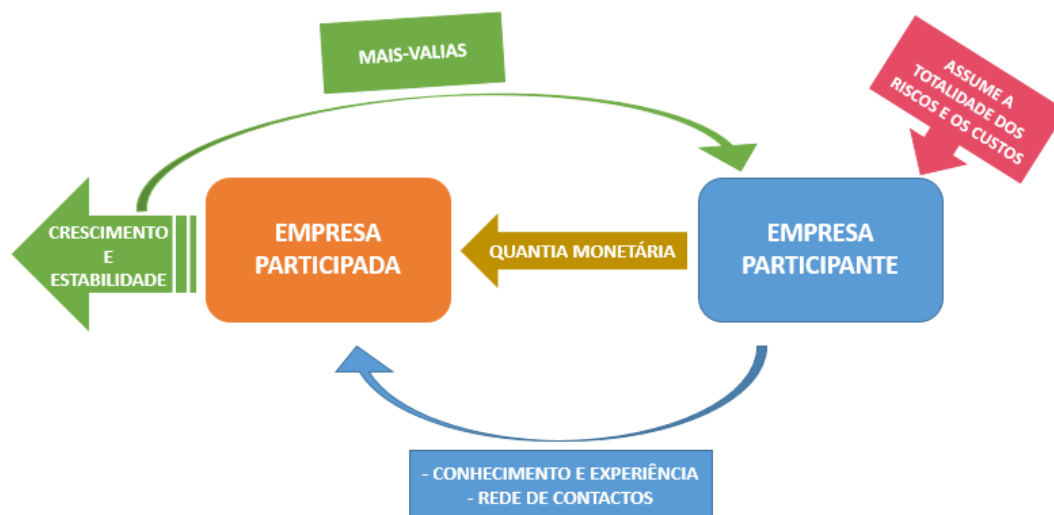 MAIS-VALIAS
ASSUME A
TOTALIDADE DOS
RISCOS E OS CUSTOS
CRESCIMENTO
E
ESTABILIDADE
EMPRESA
PARTICIPADA
QUANTIA MONETÁRIA
EMPRESA
PARTICIPANTE
- CONHECIMENTO E EXPERIÊNCIA
- REDE DE CONTACTOS